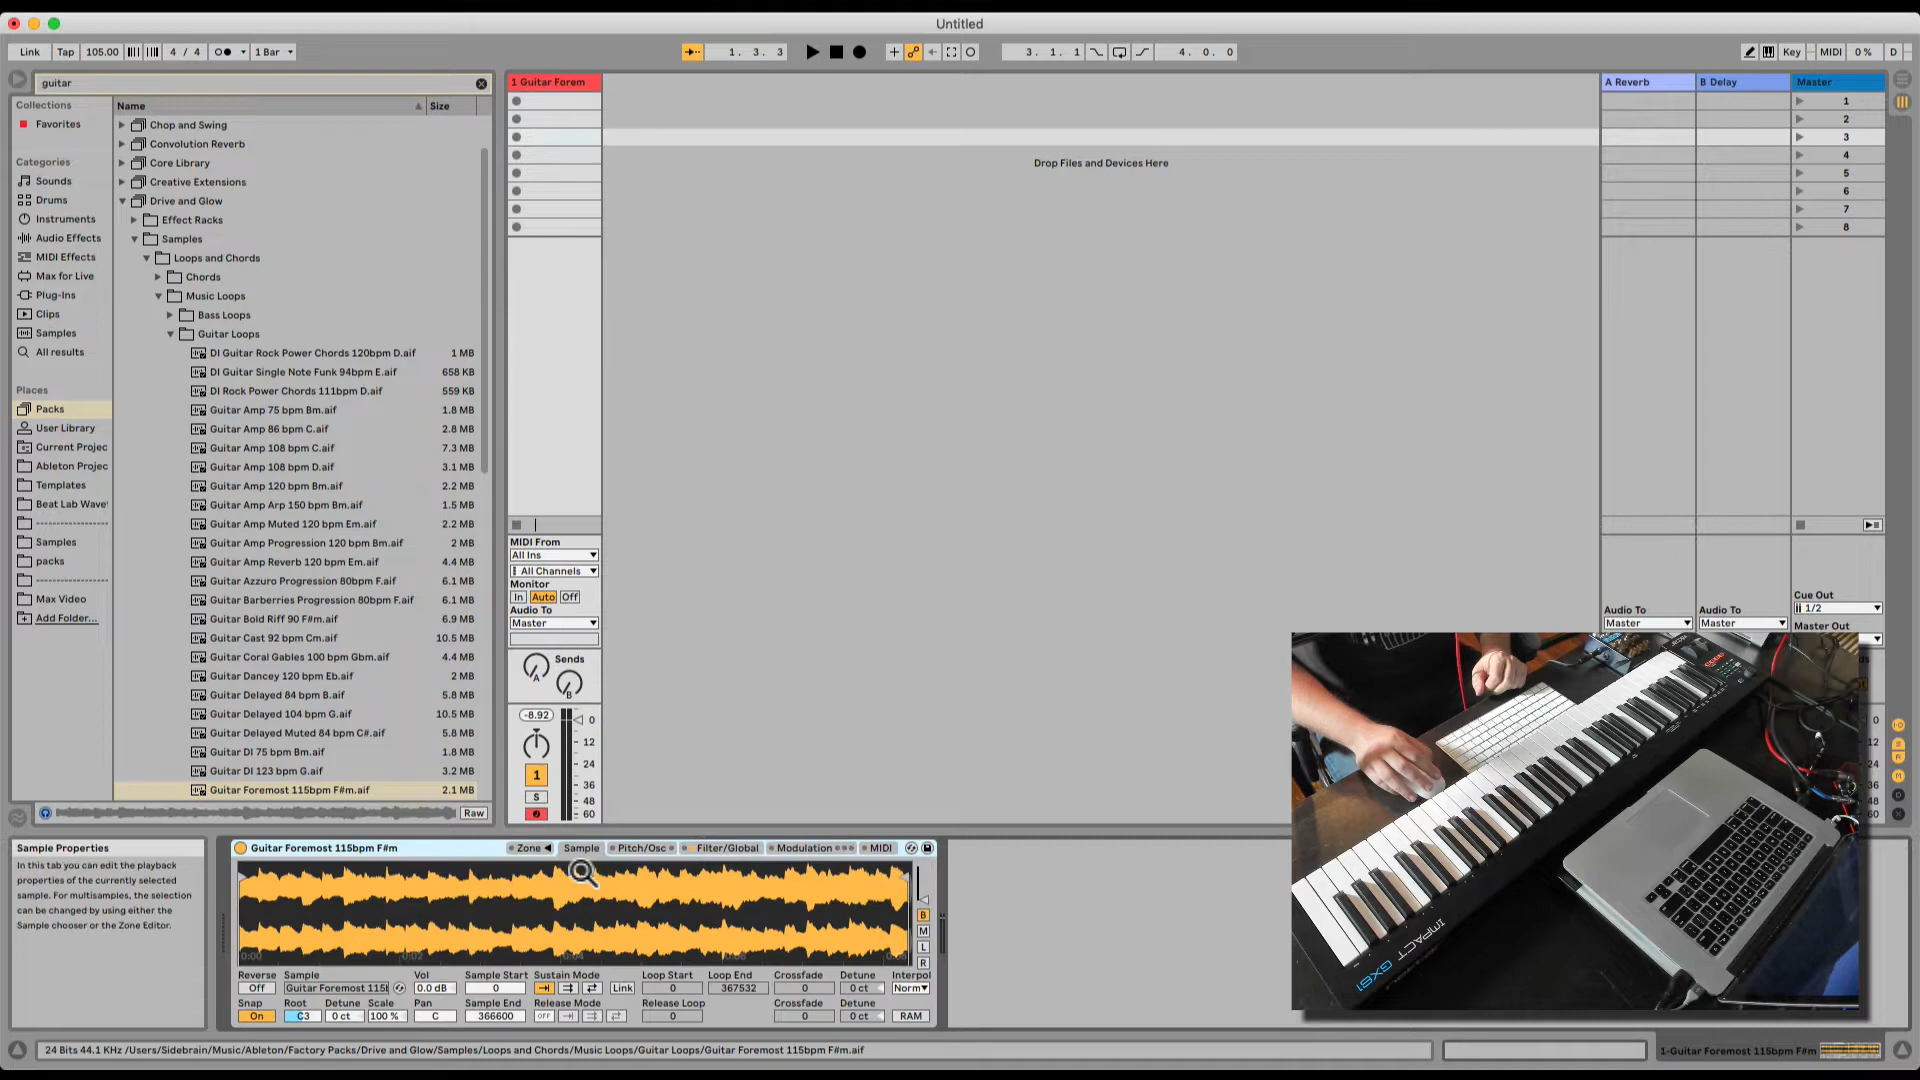 Untitled
Link Tap 105.00 4 / 4 1 Bar 1. 3. 3 3. 1. 1 4. 0. 0 Key MIDI 0 % D
guitar
Collections
Favorites
Categories
Sounds
Drums
Instruments
Audio Effects
MIDI Effects
Max for Live
Plug-Ins
Clips
Samples
All results
Places
Packs
User Library
Current Projec
Ableton Projec
Templates
Beat Lab Wave
--------------
Samples
packs
--------------
Max Video
Add Folder...
Name Size
Chop and Swing
Convolution Reverb
Core Library
Creative Extensions
Drive and Glow
Effect Racks
Samples
Loops and Chords
Chords
Music Loops
Bass Loops
Guitar Loops
DI Guitar Rock Power Chords 120bpm D.aif 1 MB
DI Guitar Single Note Funk 94bpm E.aif 658 KB
DI Rock Power Chords 111bpm D.aif 559 KB
Guitar Amp 75 bpm Bm.aif 1.8 MB
Guitar Amp 86 bpm C.aif 2.8 MB
Guitar Amp 108 bpm C.aif 7.3 MB
Guitar Amp 108 bpm D.aif 3.1 MB
Guitar Amp 120 bpm Bm.aif 2.2 MB
Guitar Amp Arp 150 bpm Bm.aif 1.5 MB
Guitar Amp Muted 120 bpm Em.aif 2.2 MB
Guitar Amp Progression 120 bpm Bm.aif 2 MB
Guitar Amp Reverb 120 bpm Em.aif 4.4 MB
Guitar Azzuro Progression 80bpm F.aif 6.1 MB
Guitar Barberries Progression 80bpm F.aif 6.1 MB
Guitar Bold Riff 90 F#m.aif 6.9 MB
Guitar Cast 92 bpm Cm.aif 10.5 MB
Guitar Coral Gables 100 bpm Gbm.aif 4.4 MB
Guitar Dancey 120 bpm Eb.aif 2 MB
Guitar Delayed 84 bpm B.aif 5.8 MB
Guitar Delayed 104 bpm G.aif 10.5 MB
Guitar Delayed Muted 84 bpm C#.aif 5.8 MB
Guitar DI 75 bpm Bm.aif 1.8 MB
Guitar DI 123 bpm G.aif 3.2 MB
Guitar Foremost 115bpm F#m.aif 2.1 MB
Raw
1 Guitar Forem
Drop Files and Devices Here
MIDI From
All Ins
All Channels
Monitor
In Auto Off
Audio To
Master
Sends
A B
-8.92
0
12
24
36
48
60
1
S
A Reverb B Delay Master
1
2
3
4
5
6
7
8
Audio To Audio To
Master Master
Cue Out
1/2
Master Out
0
12
24
36
48
60
IMPACT GX61
Sample Properties
In this tab you can edit the playback
properties of the currently selected
sample. For multisamples, the selection
can be changed by using either the
Sample chooser or the Zone Editor.
Guitar Foremost 115bpm F#m Zone Sample Pitch/Osc Filter/Global Modulation MIDI
B
M
L
R
0:00 0:02 0:04
Reverse Sample Vol Sample Start Sustain Mode Loop Start Loop End Crossfade Detune Interpol
Off Guitar Foremost 115l 0.0 dB 0 Link 0 367532 0 0 ct Norm
Snap Root Detune Scale Pan Sample End Release Mode Release Loop Crossfade Detune
On C3 0 ct 100 % C 366600 OFF 0 0 0 ct RAM
24 Bits 44.1 KHz /Users/Sidebrain/Music/Ableton/Factory Packs/Drive and Glow/Samples/Loops and Chords/Music Loops/Guitar Loops/Guitar Foremost 115bpm F#m.aif
1-Guitar Foremost 115bpm F#m